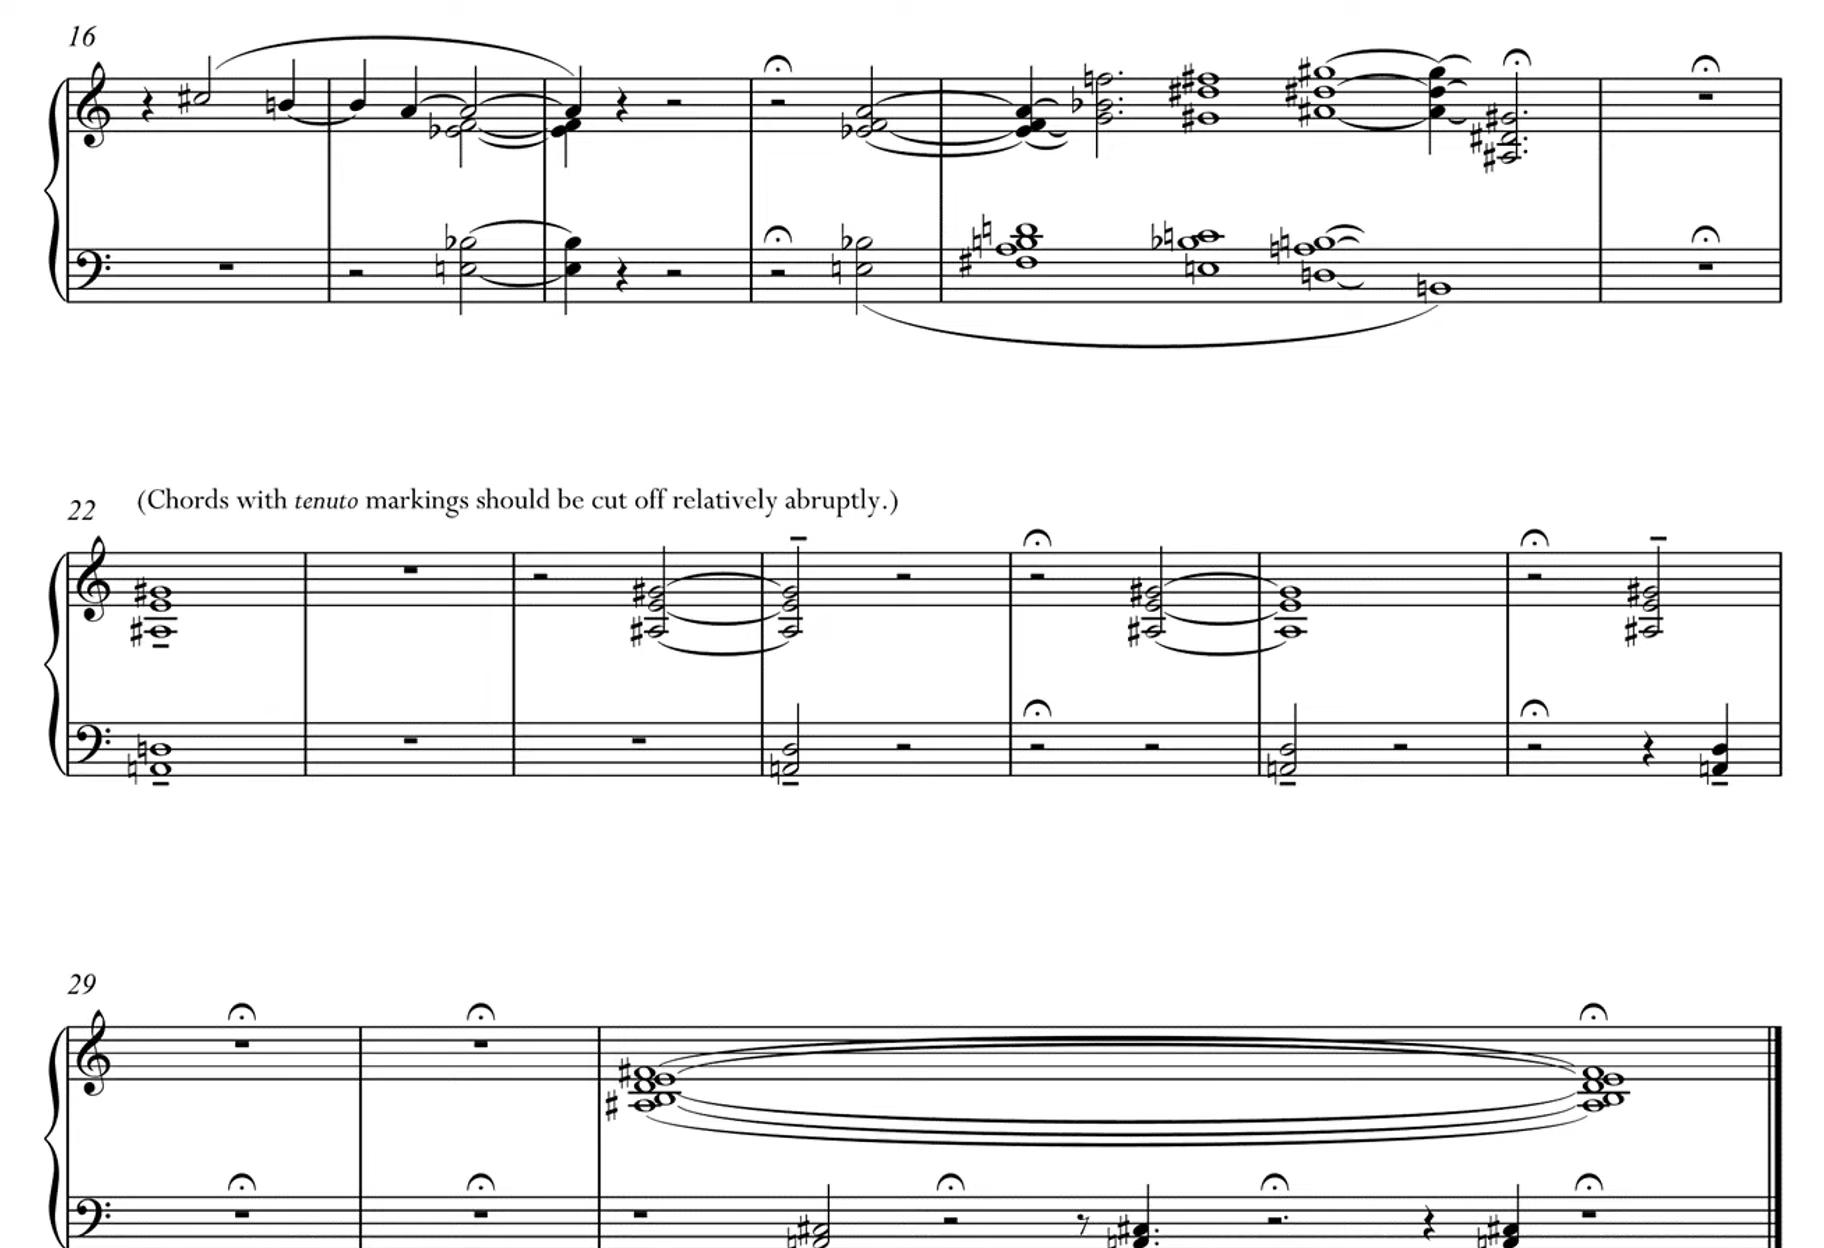 16
22
(Chords with tenuto markings should be cut off relatively abruptly.)
29